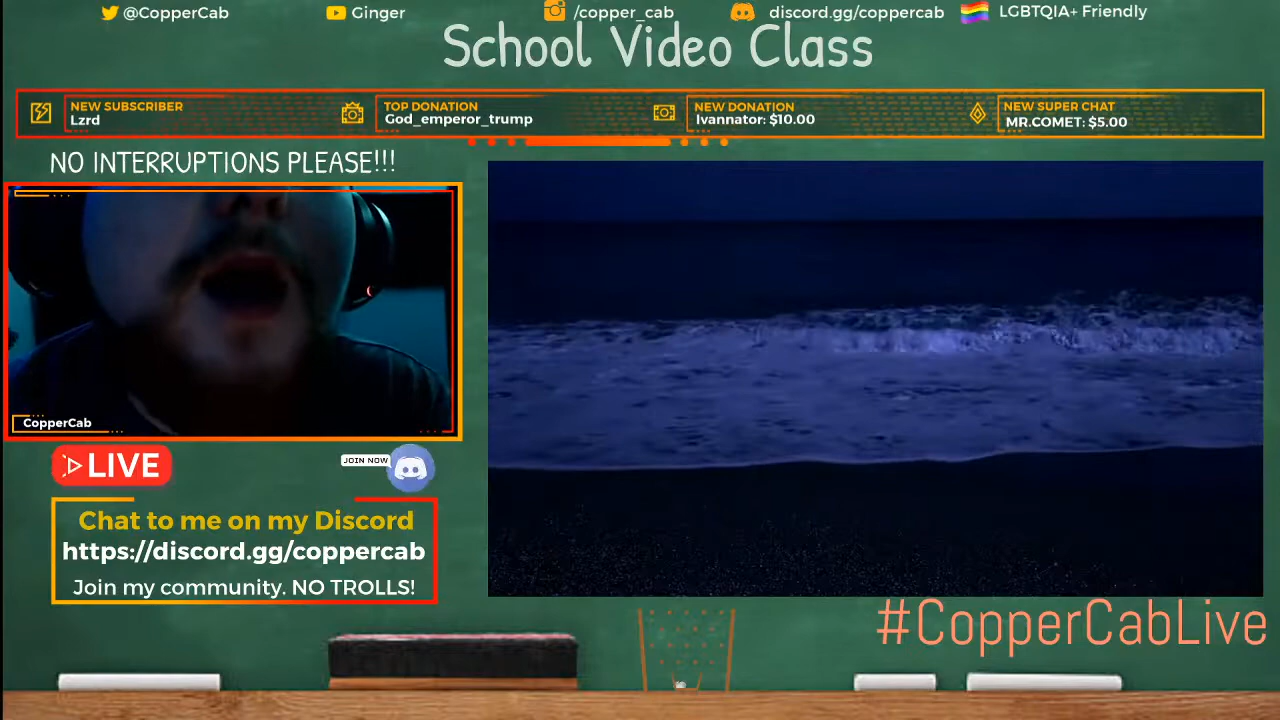 @CopperCab
Ginger
/copper_cab
discord.gg/coppercab
LGBTQIA+ Friendly
School Video Class
NEW SUBSCRIBER
Lzrd
TOP DONATION
God_emperor_trump
NEW DONATION
Ivannator: $10.00
NEW SUPER CHAT
MR.COMET: $5.00
NO INTERRUPTIONS PLEASE!!!
CopperCab
LIVE
JOIN NOW
Chat to me on my Discord
https://discord.gg/coppercab
Join my community. NO TROLLS!
#CopperCabLive